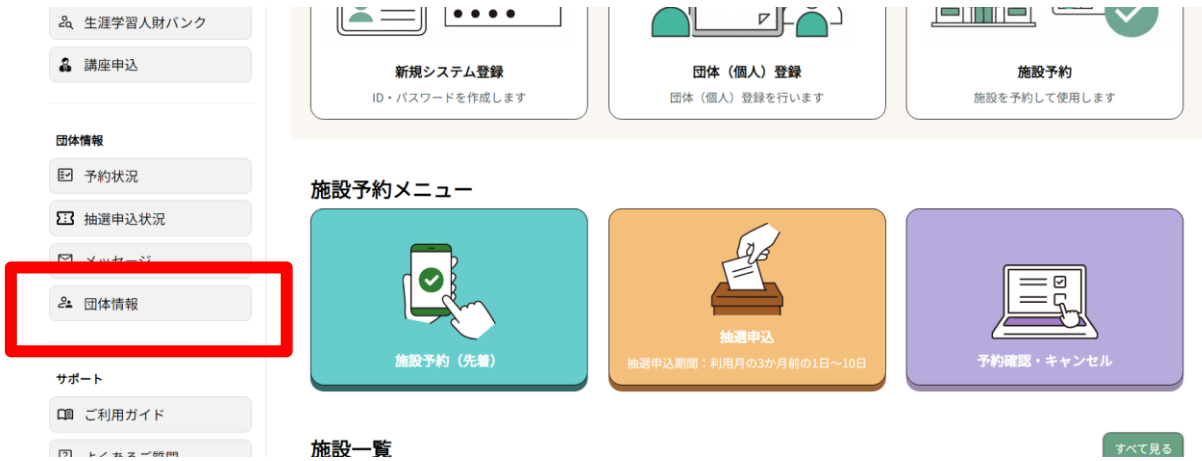 生涯学習人財バンク
講座申込
団体情報
予約状況
抽選申込状況
メッセージ
団体情報
サポート
ご利用ガイド
よくあるご質問
新規システム登録
ID・パスワードを作成します
団体（個人）登録
団体（個人）登録を行います
施設予約
施設を予約して使用します
施設予約メニュー
施設予約（先着）
抽選申込
抽選申込期間：利用月の3か月前の1日～10日
予約確認・キャンセル
施設一覧
すべて見る